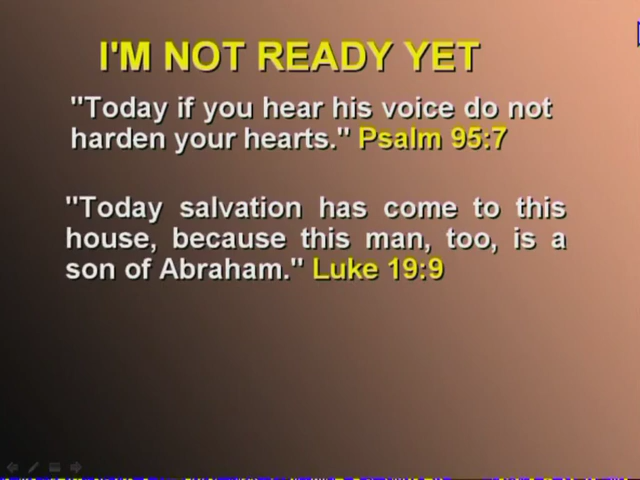 I'M NOT READY YET
"Today if you hear his voice do not
harden your hearts." Psalm 95:7
"Today salvation has come to this
house, because this man, too, is a
son of Abraham." Luke 19:9